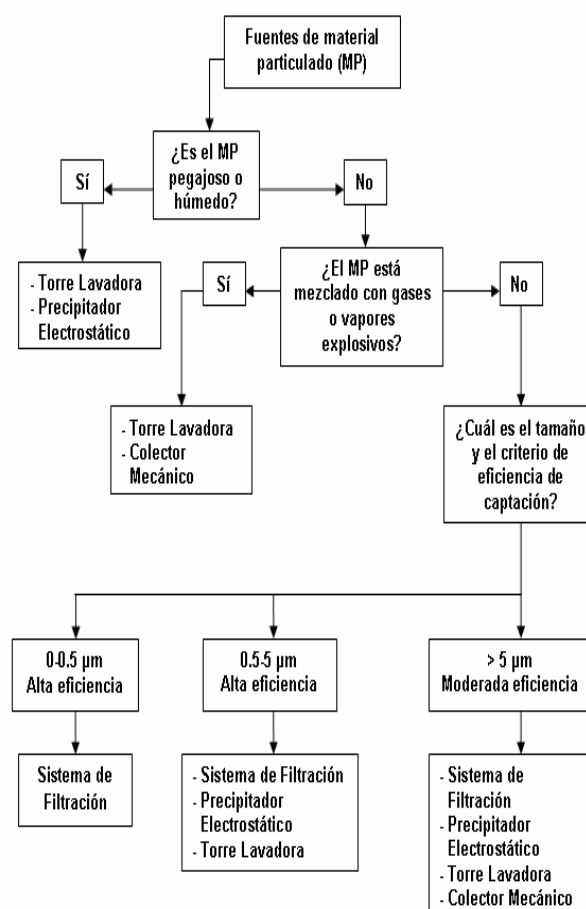 Fuentes de material
particulado (MP)
¿Es el MP
pegajoso o
húmedo?
Sí
No
- Torre Lavadora
- Precipitador
Electrostático
¿El MP está
mezclado con gases
o vapores
explosivos?
Sí
No
- Torre Lavadora
- Colector
Mecánico
¿Cuál es el tamaño
y el criterio de
eficiencia de
captación?
0-0.5 µm
Alta eficiencia
0.5-5 µm
Alta eficiencia
> 5 µm
Moderada eficiencia
Sistema de
Filtración
- Sistema de Filtración
- Precipitador
Electrostático
- Torre Lavadora
- Sistema de
Filtración
- Precipitador
Electrostático
- Torre Lavadora
- Colector Mecánico